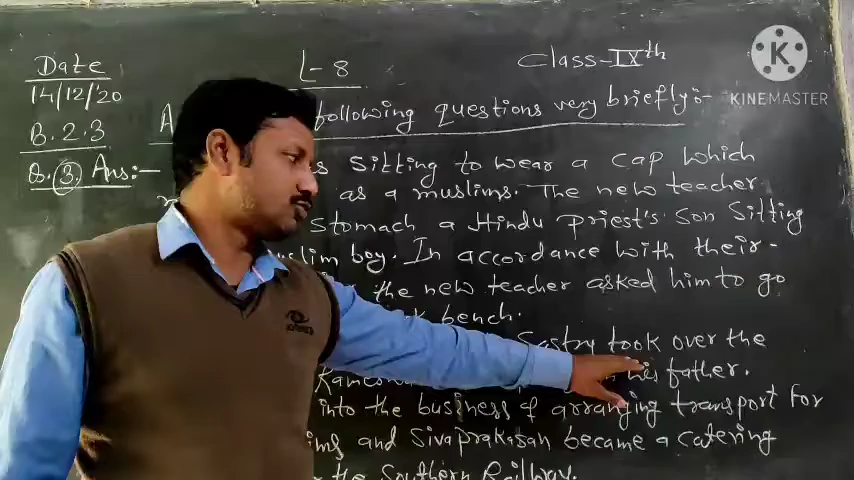 Date L-8 Class-IXth
14/12/20 following questions very briefly:-
B.2.3
Q.3. Ans:- sitting to wear a cap which
as a muslims. The new teacher
stomach a Hindu priest's son sitting
boy. In accordance with their-
the new teacher asked him to go
bench.
Sastry took over the
his father.
into the business of arranging transport for
and Sivaprakasan became a catering
the Southern Railway.
K
KINEMASTER